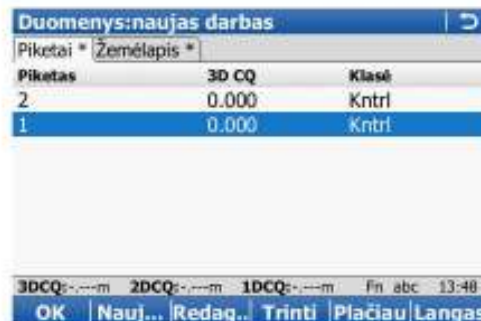 Duomenys:naujas darbas
Piketai * Žemėlapis *
Piketas 3D CQ Klasė
2 0.000 Kntrl
1 0.000 Kntrl
3DCQ:-.---m 2DCQ:-.---m 1DCQ:-.---m Fn abc 13:48
OK Nauj... Redag.. Trinti Plačiau Langas